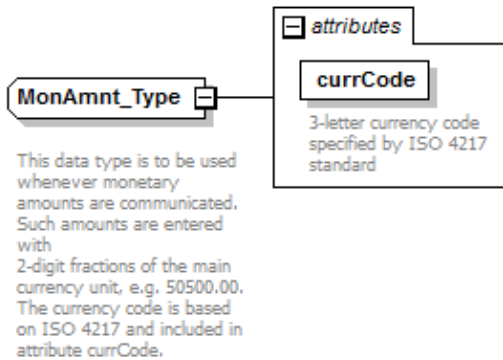 attributes
currCode
MonAmnt_Type
3-letter currency code
specified by ISO 4217
standard
This data type is to be used
whenever monetary
amounts are communicated.
Such amounts are entered
with
2-digit fractions of the main
currency unit, e.g. 50500.00.
The currency code is based
on ISO 4217 and included in
attribute currCode.